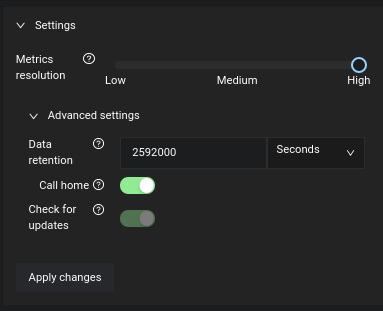 Settings
Metrics
resolution
Low Medium High
Advanced settings
Data
retention
2592000 Seconds
Call home
Check for
updates
Apply changes